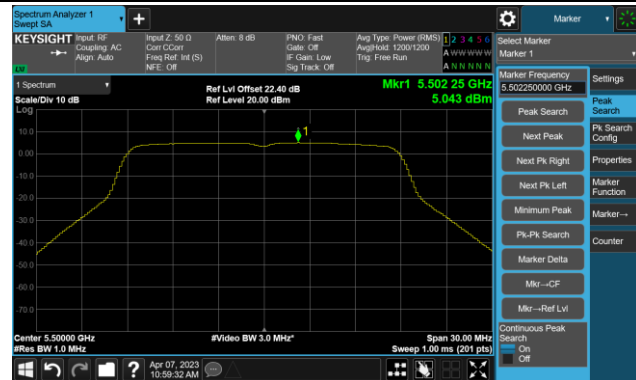 Spectrum Analyzer 1
Swept SA
KEYSIGHT
Input: RF
Coupling: AC
Align: Auto
Input Z: 50 Ω
Corr CCorr
Freq Ref: Int (S)
NFE: Off
Atten: 8 dB
PNO: Fast
Gate: Off
IF Gain: Low
Sig Track: Off
Avg Type: Power (RMS)
Avg|Hold: 1200/1200
Trig: Free Run
1 2 3 4 5 6
A W W W W W
A N N N N N
1 Spectrum
Scale/Div 10 dB
Log
Ref Lvl Offset 22.40 dB
Ref Level 20.00 dBm
Mkr1 5.502 25 GHz
5.043 dBm
1
10.0
0.00
-10.0
-20.0
-30.0
-40.0
-50.0
-60.0
-70.0
Center 5.50000 GHz
#Res BW 1.0 MHz
#Video BW 3.0 MHz*
Span 30.00 MHz
Sweep 1.00 ms (201 pts)
Apr 07, 2023
10:59:32 AM
Marker
Select Marker
Marker 1
Marker Frequency
5.502250000 GHz
Peak Search
Next Peak
Next Pk Right
Next Pk Left
Minimum Peak
Pk-Pk Search
Marker Delta
Mkr→CF
Mkr→Ref Lvl
Continuous Peak
Search
On
Off
Settings
Peak
Search
Pk Search
Config
Properties
Marker
Function
Marker→
Counter